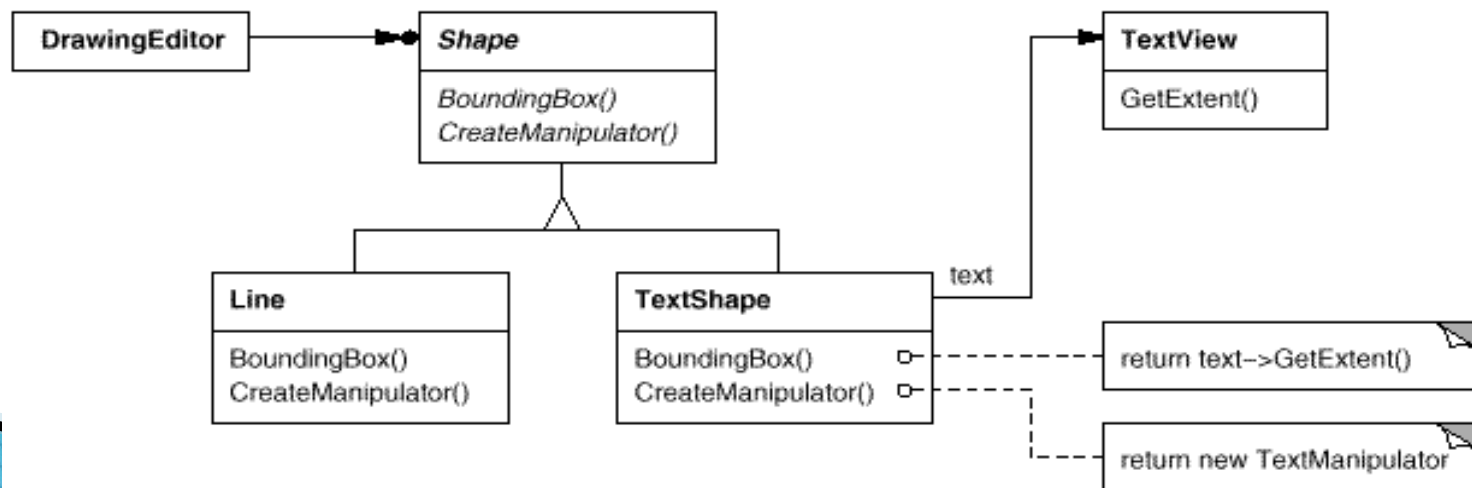 DrawingEditor
Shape
BoundingBox()
CreateManipulator()
TextView
GetExtent()
Line
BoundingBox()
CreateManipulator()
TextShape
BoundingBox()
CreateManipulator()
text
return text->GetExtent()
return new TextManipulator